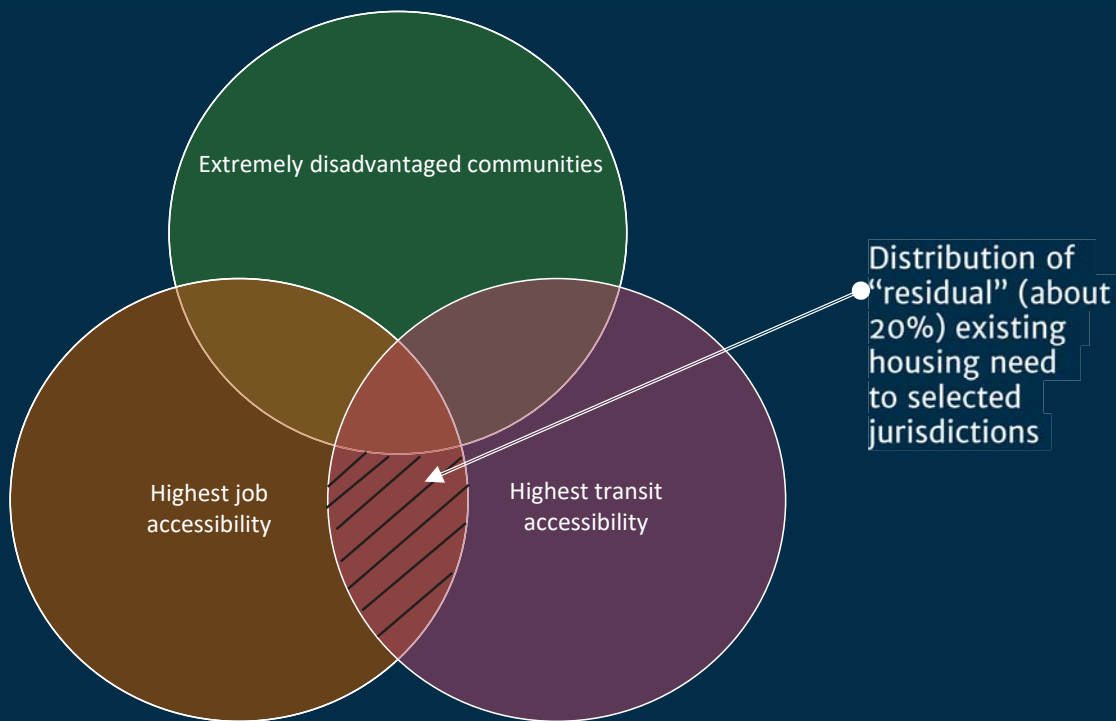 Extremely disadvantaged communities
Distribution of
“residual” (about
20%) existing
housing need
to selected
jurisdictions
Highest job
accessibility
Highest transit
accessibility